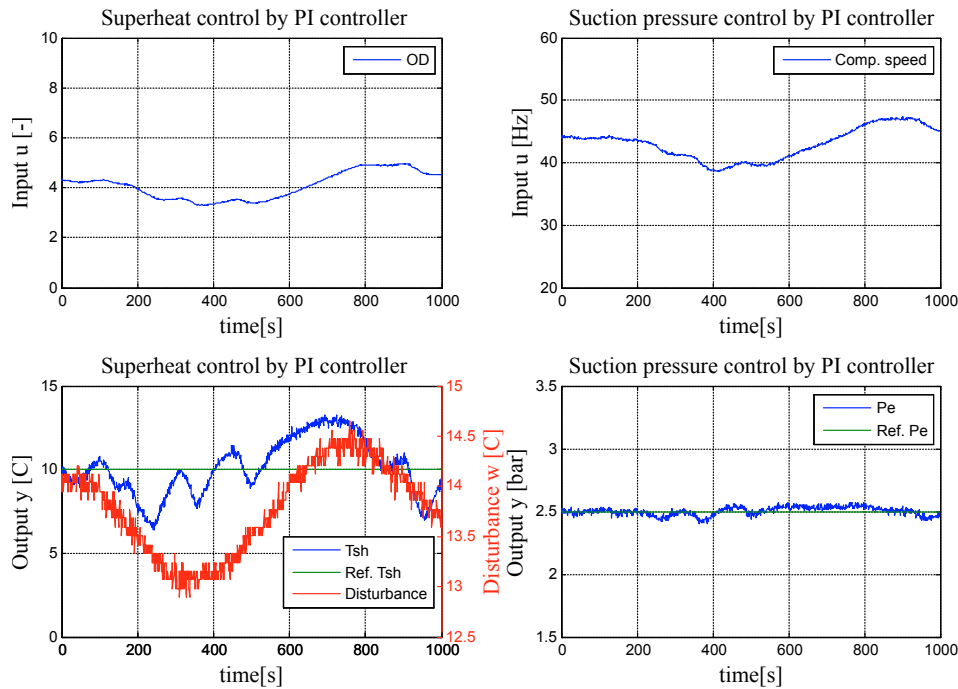 Superheat control by PI controller
Input u [-]
10
8
6
4
2
0
OD
0 200 400 600 800 1000
time[s]
Suction pressure control by PI controller
Input u [Hz]
60
50
40
30
20
Comp. speed
0 200 400 600 800 1000
time[s]
Superheat control by PI controller
Output y [C]
15
10
5
0
Tsh
Ref. Tsh
Disturbance
15
14.5
14
13.5
13
12.5
Disturbance w [C]
0 200 400 600 800 1000
time[s]
Suction pressure control by PI controller
Output y [bar]
3.5
3
2.5
2
1.5
Pe
Ref. Pe
0 200 400 600 800 1000
time[s]